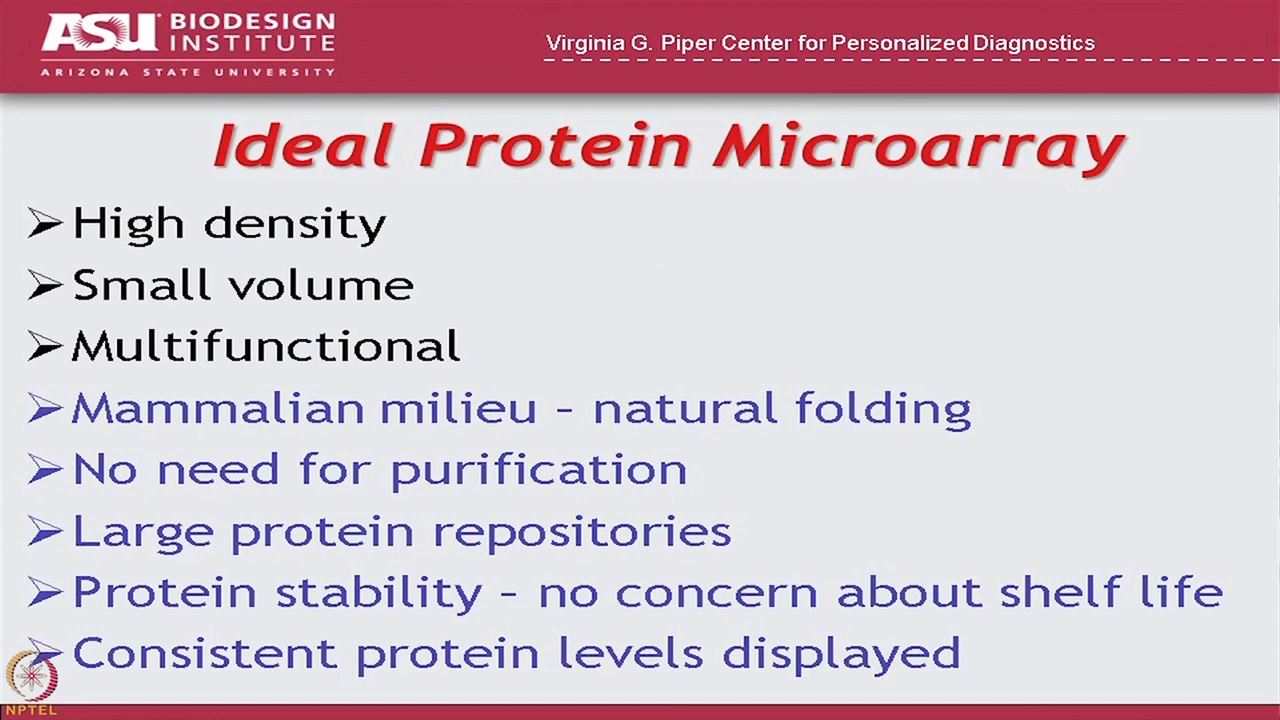 ASU BIODESIGN
INSTITUTE
ARIZONA STATE UNIVERSITY
Virginia G. Piper Center for Personalized Diagnostics
Ideal Protein Microarray
➢High density
➢Small volume
➢Multifunctional
➢Mammalian milieu - natural folding
➢No need for purification
➢Large protein repositories
➢Protein stability - no concern about shelf life
➢Consistent protein levels displayed
NPTEL